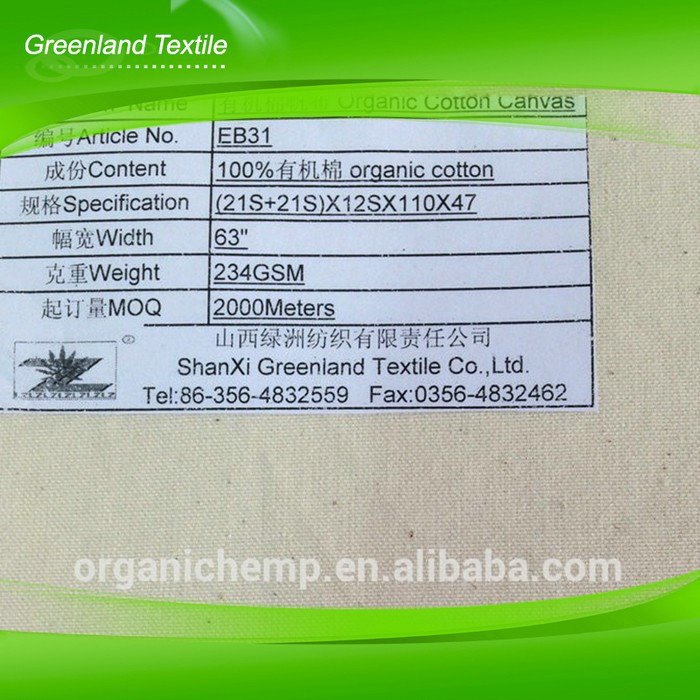 Greenland Textile
Name 有机棉帆布 Organic Cotton Canvas
编号Article No. EB31
成份Content 100%有机棉 organic cotton
规格Specification (21S+21S)X12SX110X47
幅宽Width 63"
克重Weight 234GSM
起订量MOQ 2000Meters
山西绿洲纺织有限责任公司
ShanXi Greenland Textile Co.,Ltd.
Tel:86-356-4832559 Fax:0356-4832462
organichemp.en.alibaba.com